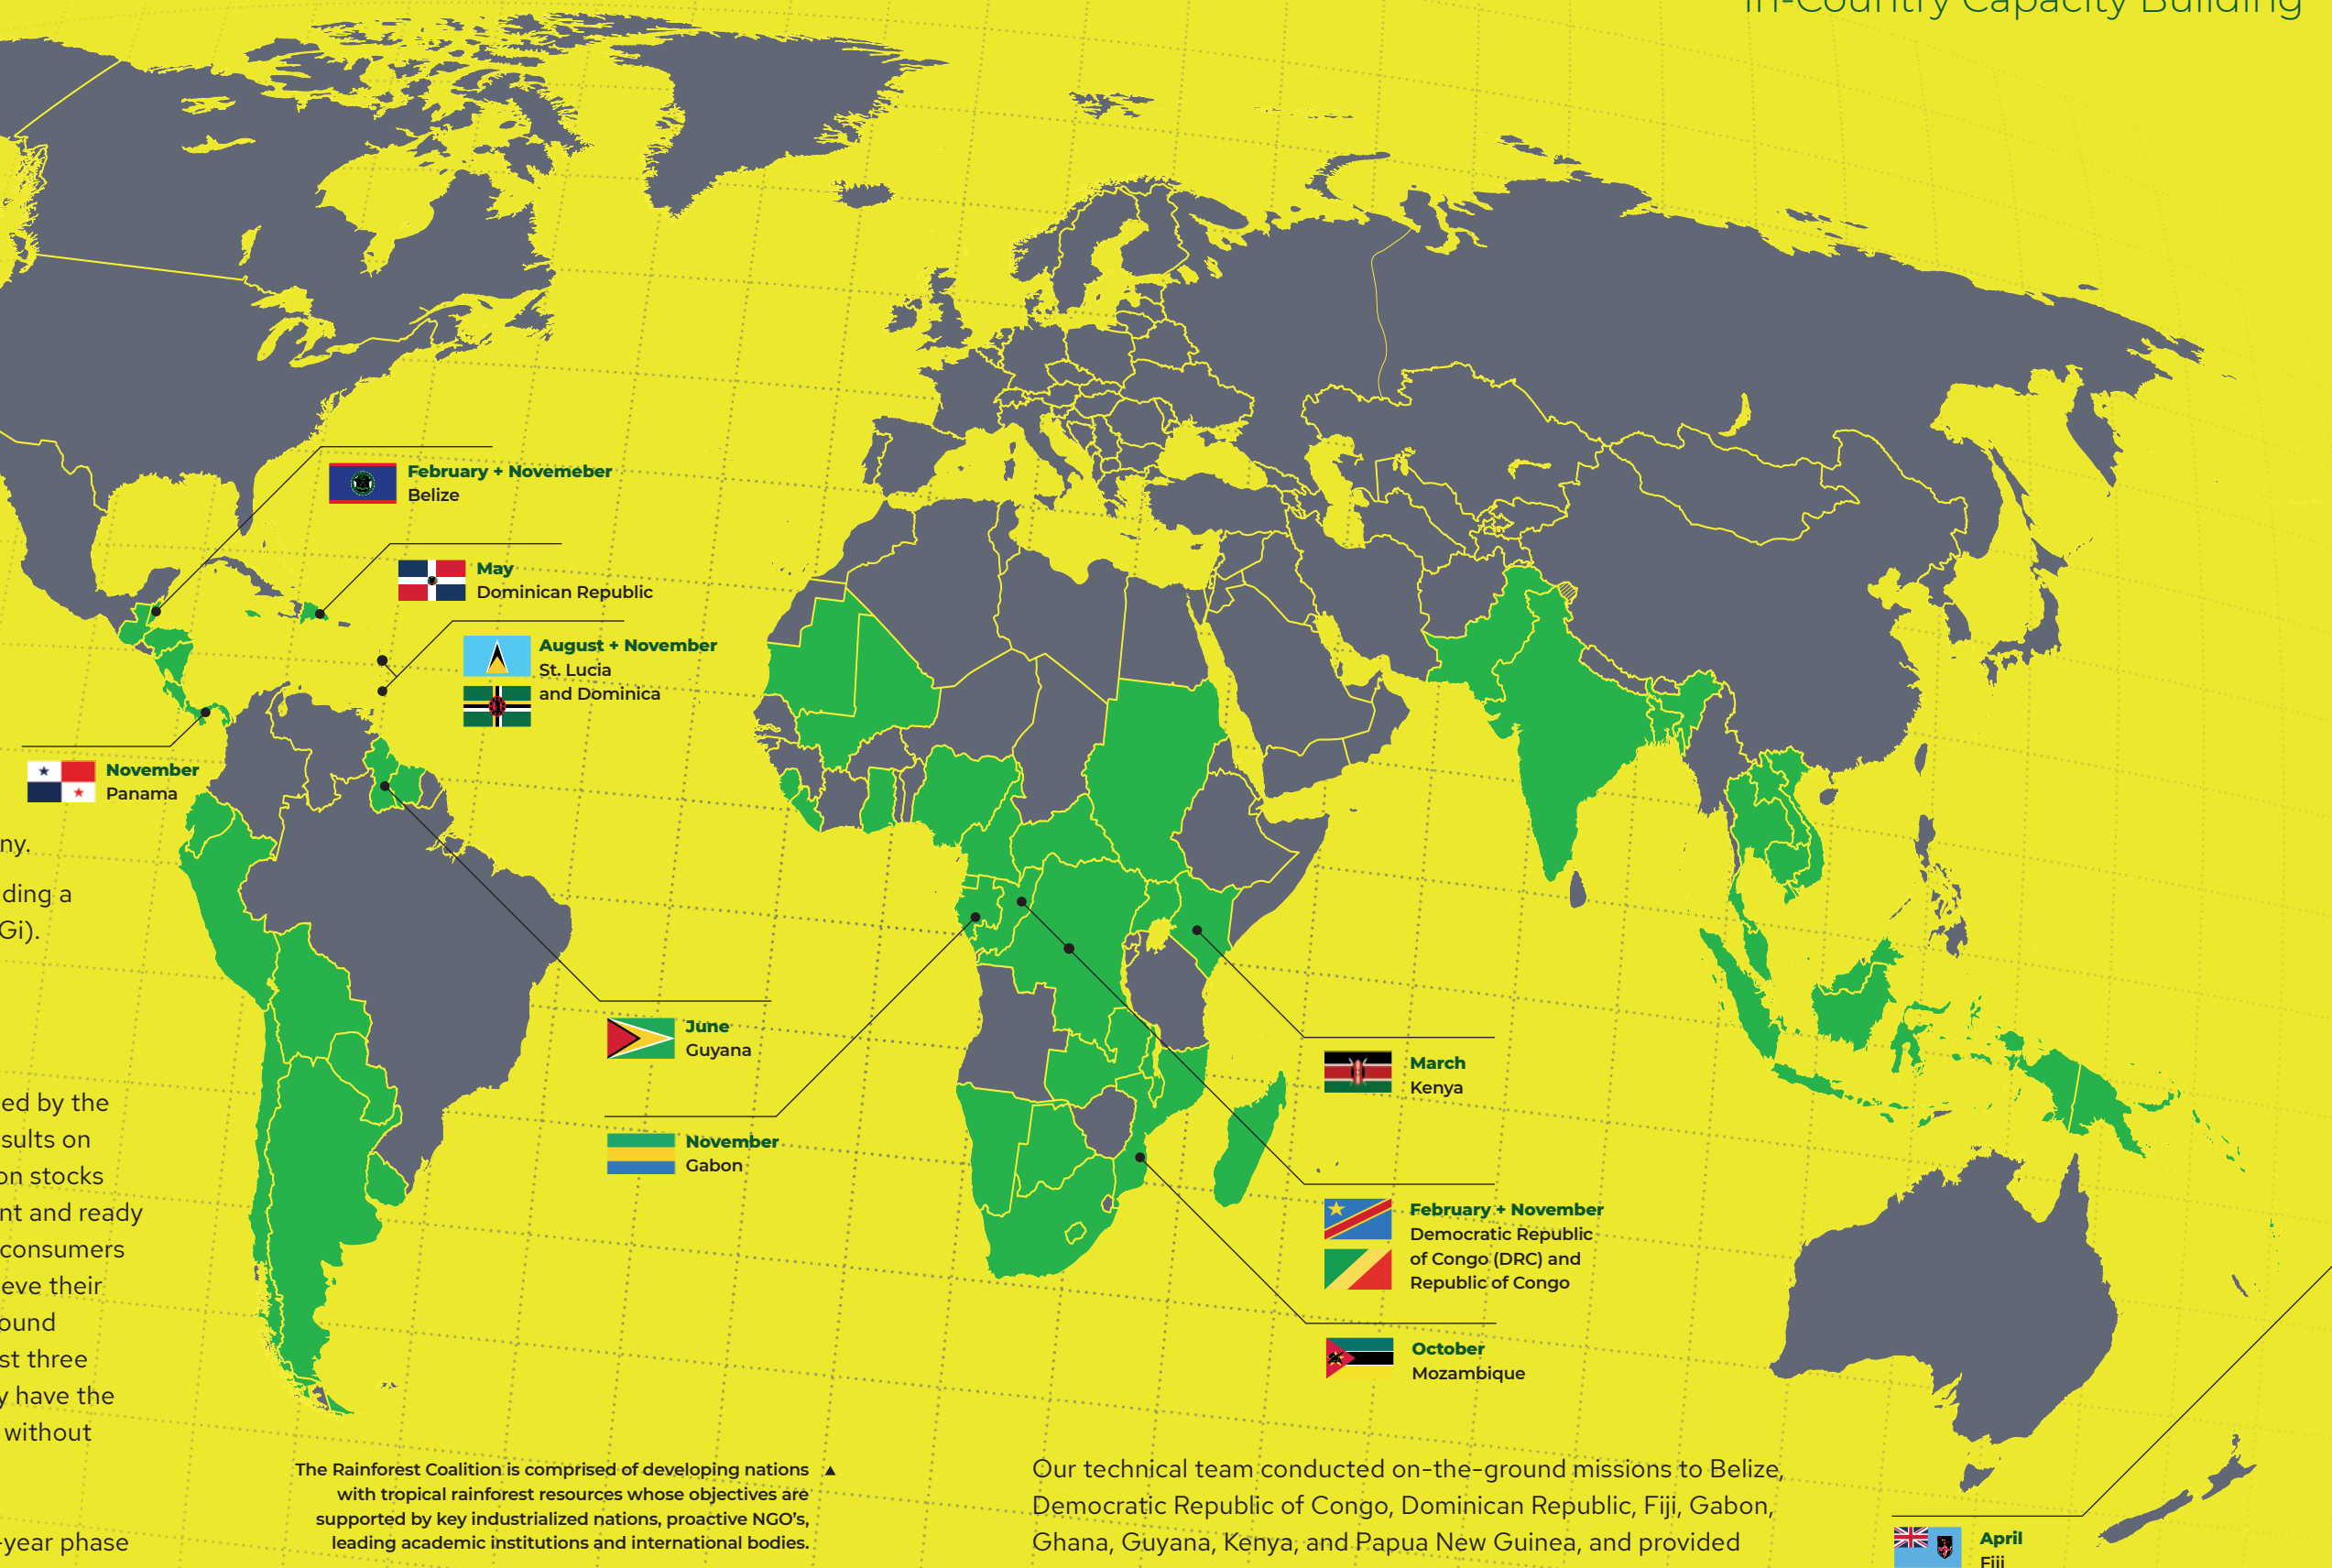 In-Country Capacity Building
February + Novemeber
Belize
May
Dominican Republic
August + November
St. Lucia
and Dominica
November
Panama
ny.
ding a
Gi).
June
Guyana
November
Gabon
March
Kenya
February + November
Democratic Republic
of Congo (DRC) and
Republic of Congo
October
Mozambique
ed by the
sults on
on stocks
nt and ready
consumers
eve their
ound
st three
y have the
without
-year phase
The Rainforest Coalition is comprised of developing nations ▲
with tropical rainforest resources whose objectives are
supported by key industrialized nations, proactive NGO's,
leading academic institutions and international bodies.
Our technical team conducted on-the-ground missions to Belize,
Democratic Republic of Congo, Dominican Republic, Fiji, Gabon,
Ghana, Guyana, Kenya, and Papua New Guinea, and provided
April
Fiji